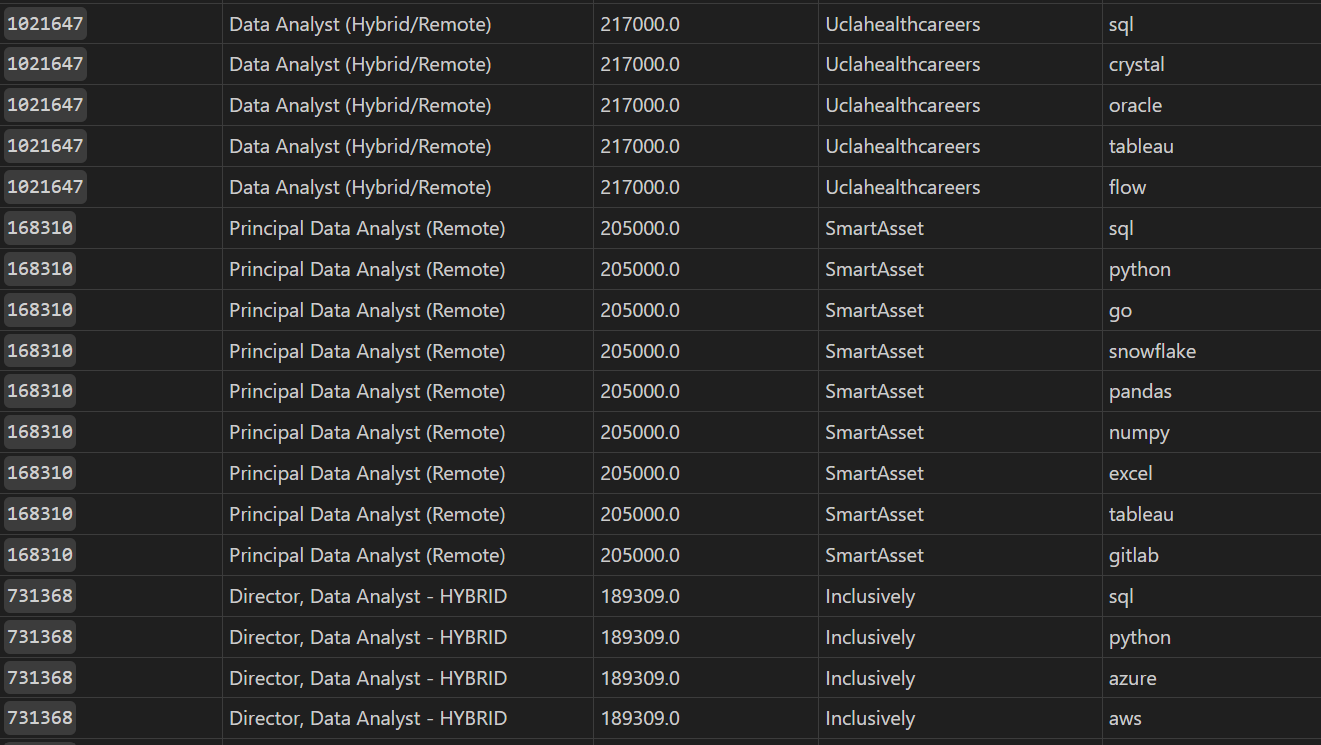 1021647 Data Analyst (Hybrid/Remote) 217000.0 Uclahealthcareers sql
1021647 Data Analyst (Hybrid/Remote) 217000.0 Uclahealthcareers crystal
1021647 Data Analyst (Hybrid/Remote) 217000.0 Uclahealthcareers oracle
1021647 Data Analyst (Hybrid/Remote) 217000.0 Uclahealthcareers tableau
1021647 Data Analyst (Hybrid/Remote) 217000.0 Uclahealthcareers flow
168310 Principal Data Analyst (Remote) 205000.0 SmartAsset sql
168310 Principal Data Analyst (Remote) 205000.0 SmartAsset python
168310 Principal Data Analyst (Remote) 205000.0 SmartAsset go
168310 Principal Data Analyst (Remote) 205000.0 SmartAsset snowflake
168310 Principal Data Analyst (Remote) 205000.0 SmartAsset pandas
168310 Principal Data Analyst (Remote) 205000.0 SmartAsset numpy
168310 Principal Data Analyst (Remote) 205000.0 SmartAsset excel
168310 Principal Data Analyst (Remote) 205000.0 SmartAsset tableau
168310 Principal Data Analyst (Remote) 205000.0 SmartAsset gitlab
731368 Director, Data Analyst - HYBRID 189309.0 Inclusively sql
731368 Director, Data Analyst - HYBRID 189309.0 Inclusively python
731368 Director, Data Analyst - HYBRID 189309.0 Inclusively azure
731368 Director, Data Analyst - HYBRID 189309.0 Inclusively aws